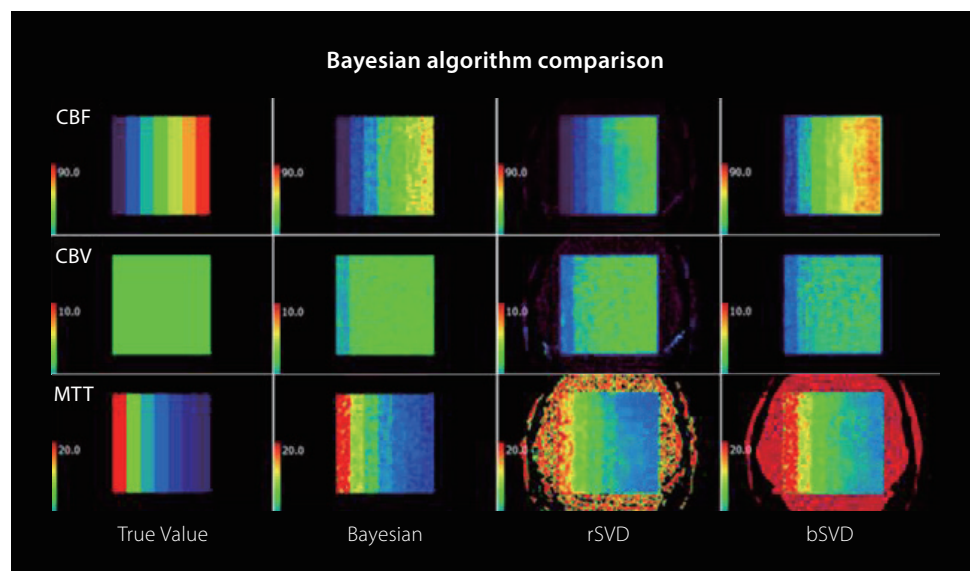 Bayesian algorithm comparison
CBF
90.0 90.0 90.0 90.0
CBV
10.0 10.0 10.0 10.0
MTT
20.0 20.0 20.0 20.0
True Value Bayesian rSVD bSVD